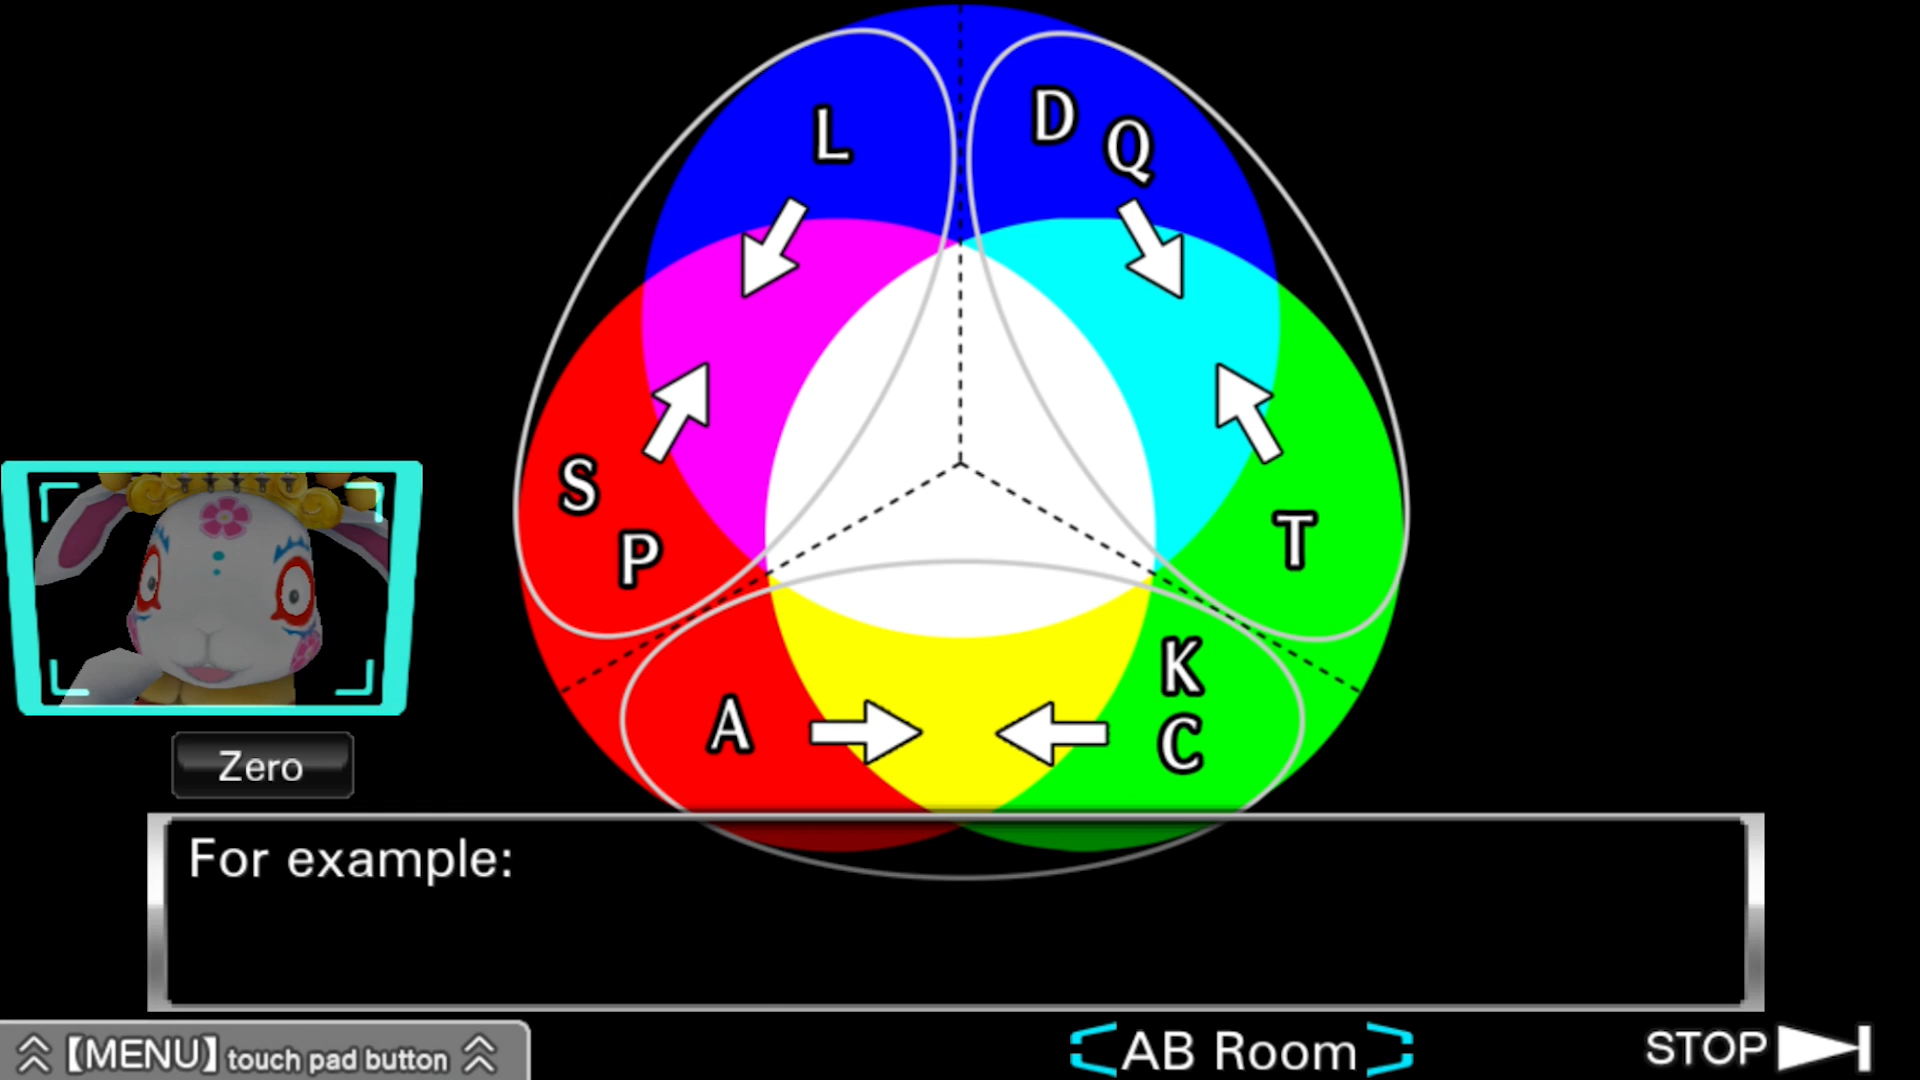 L
D
Q
S
P
T
A
K
C
Zero
For example:
【MENU】touch pad button
AB Room
STOP